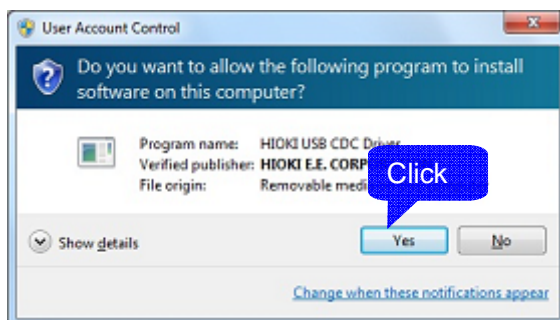 User Account Control
Do you want to allow the following program to install
software on this computer?
Program name: HIOKI USB CDC Driver
Verified publisher: HIOKI E.E. CORP
File origin: Removable medi
Click
Show details
Yes
No
Change when these notifications appear